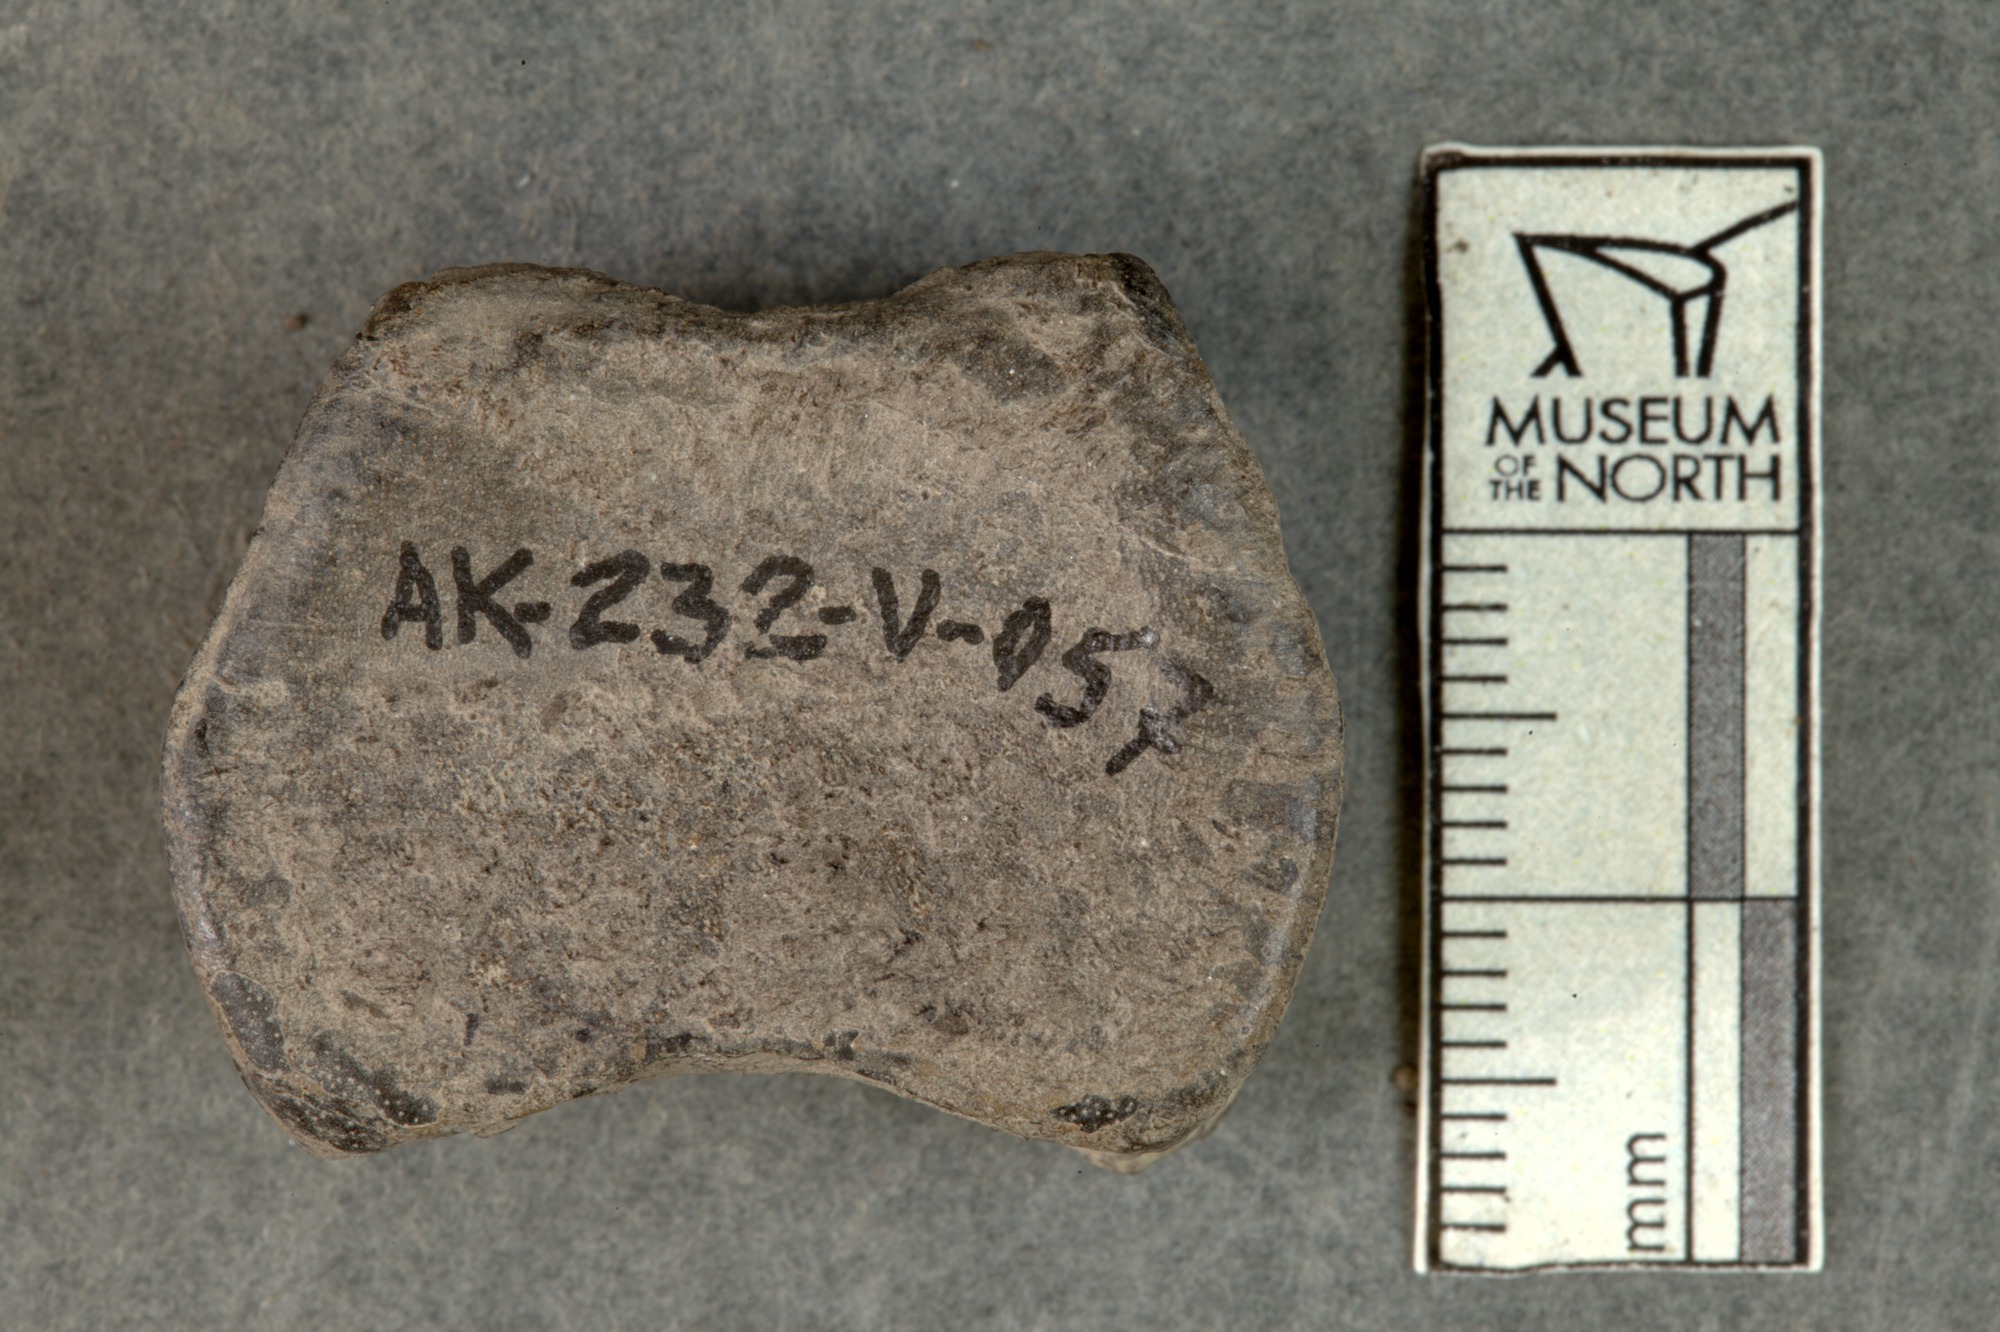 AK-232-V-057
MUSEUM
OF THE NORTH
mm